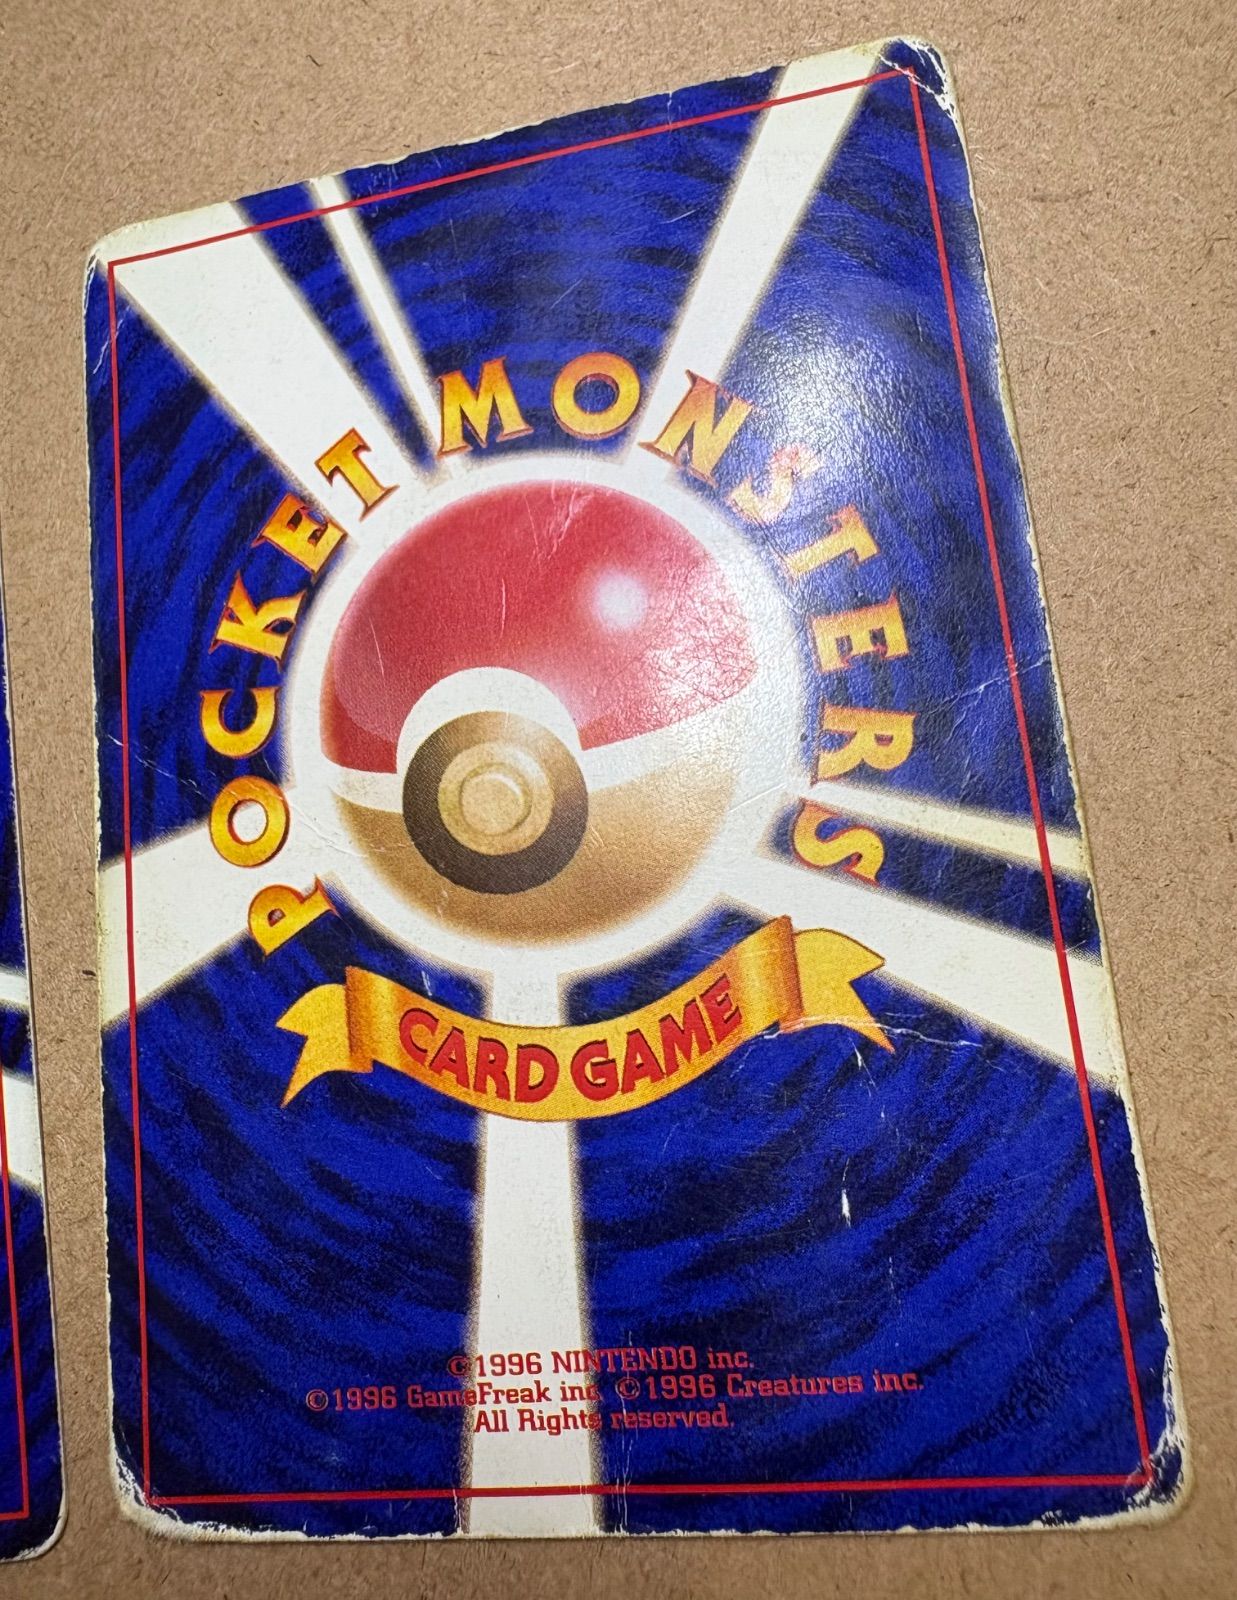 POCKET MONSTERS
CARD GAME
©1996 NINTENDO inc.
©1996 GameFreak inc. ©1996 Creatures inc.
All Rights reserved.